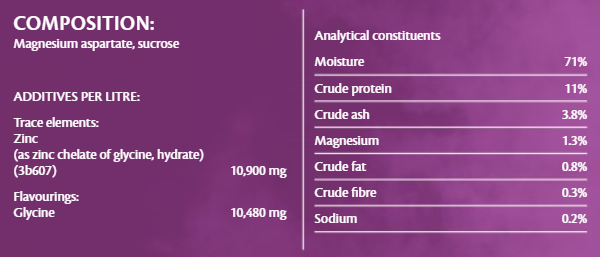 COMPOSITION:
Magnesium aspartate, sucrose
ADDITIVES PER LITRE:
Trace elements:
Zinc
(as zinc chelate of glycine, hydrate)
(3b607) 10,900 mg
Flavourings:
Glycine 10,480 mg
Analytical constituents
Moisture 71%
Crude protein 11%
Crude ash 3.8%
Magnesium 1.3%
Crude fat 0.8%
Crude fibre 0.3%
Sodium 0.2%